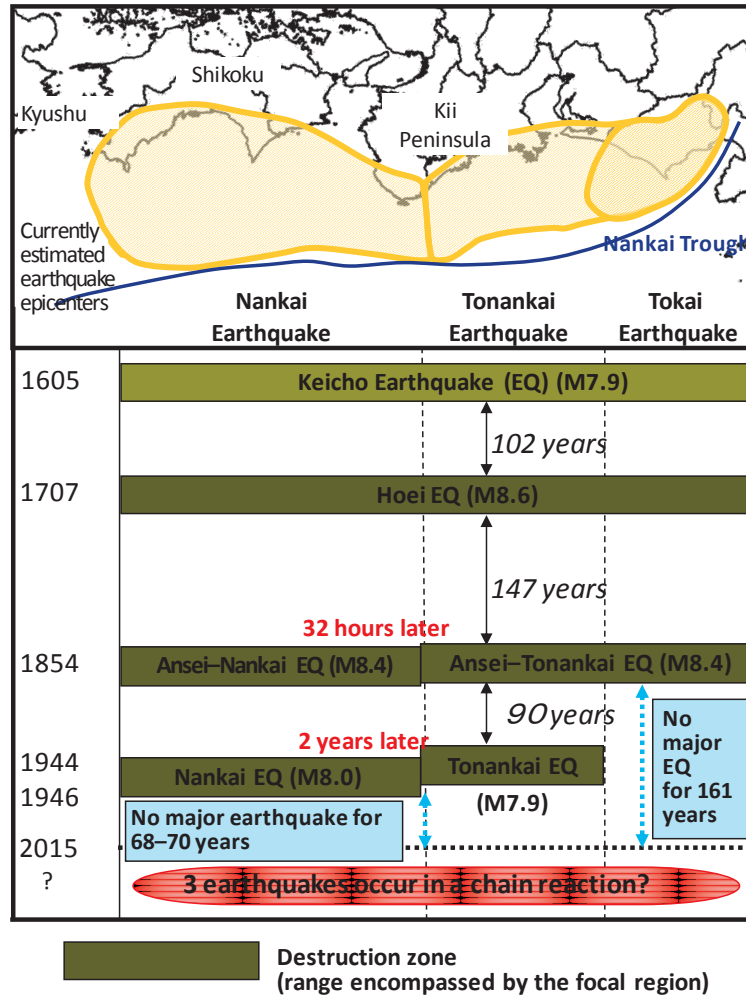 Shikoku
Kyushu
Kii
Peninsula
Currently
estimated
earthquake
epicenters
Nankai Trough
Nankai
Earthquake
Tonankai
Earthquake
Tokai
Earthquake
1605
Keicho Earthquake (EQ) (M7.9)
102 years
1707
Hoei EQ (M8.6)
147 years
32 hours later
1854
Ansei–Nankai EQ (M8.4)
Ansei–Tonankai EQ (M8.4)
90 years
No
major
EQ
for 161
years
2 years later
1944
Nankai EQ (M8.0)
Tonankai EQ
(M7.9)
1946
No major earthquake for
68–70 years
2015
?
3 earthquakes occur in a chain reaction?
Destruction zone
(range encompassed by the focal region)